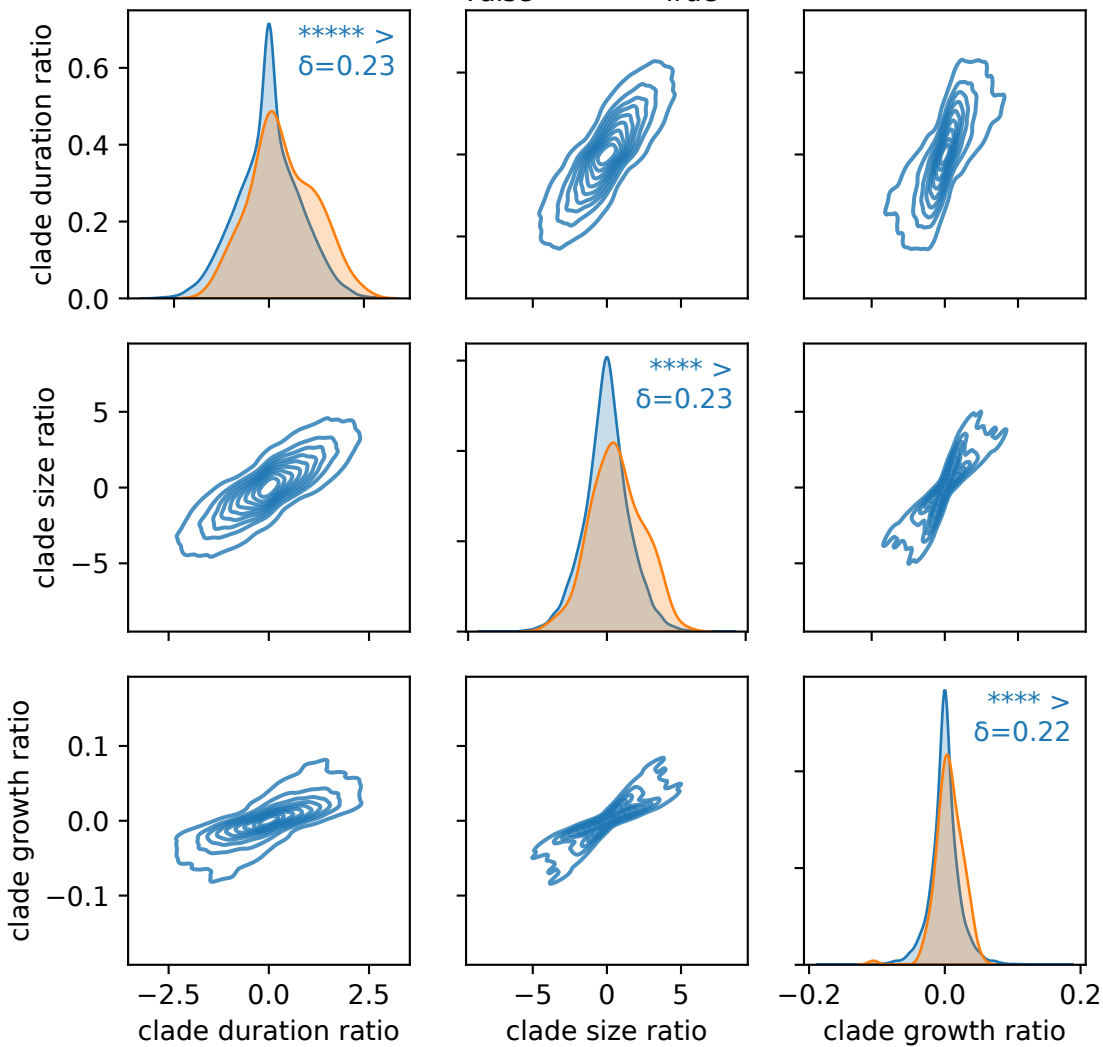 clade duration ratio
0.6
0.4
0.2
0.0
***** >
δ=0.23
clade size ratio
5
0
−5
**** >
δ=0.23
clade growth ratio
0.1
0.0
−0.1
**** >
δ=0.22
−2.5 0.0 2.5
−5 0 5
−0.2 0.0 0.2
clade duration ratio
clade size ratio
clade growth ratio